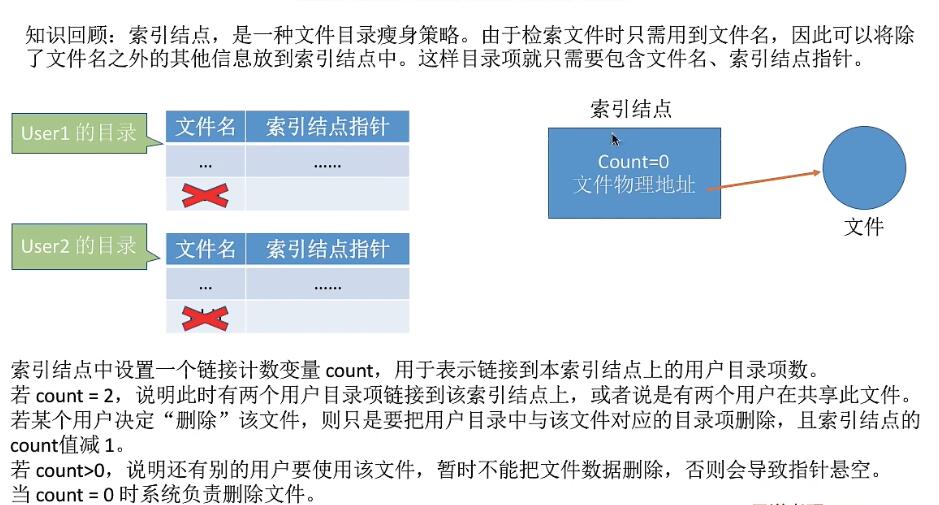 知识回顾：索引结点，是一种文件目录瘦身策略。由于检索文件时只需用到文件名，因此可以将除
了文件名之外的其他信息放到索引结点中。这样目录项就只需要包含文件名、索引结点指针。
User1 的目录
文件名 索引结点指针
... ......
索引结点
Count=0
文件物理地址
文件
User2 的目录
文件名 索引结点指针
... ......
索引结点中设置一个链接计数变量 count，用于表示链接到本索引结点上的用户目录项数。
若 count = 2，说明此时有两个用户目录项链接到该索引结点上，或者说是有两个用户在共享此文件。
若某个用户决定“删除”该文件，则只是要把用户目录中与该文件对应的目录项删除，且索引结点的
count值减 1。
若 count>0，说明还有别的用户要使用该文件，暂时不能把文件数据删除，否则会导致指针悬空。
当 count = 0 时系统负责删除文件。